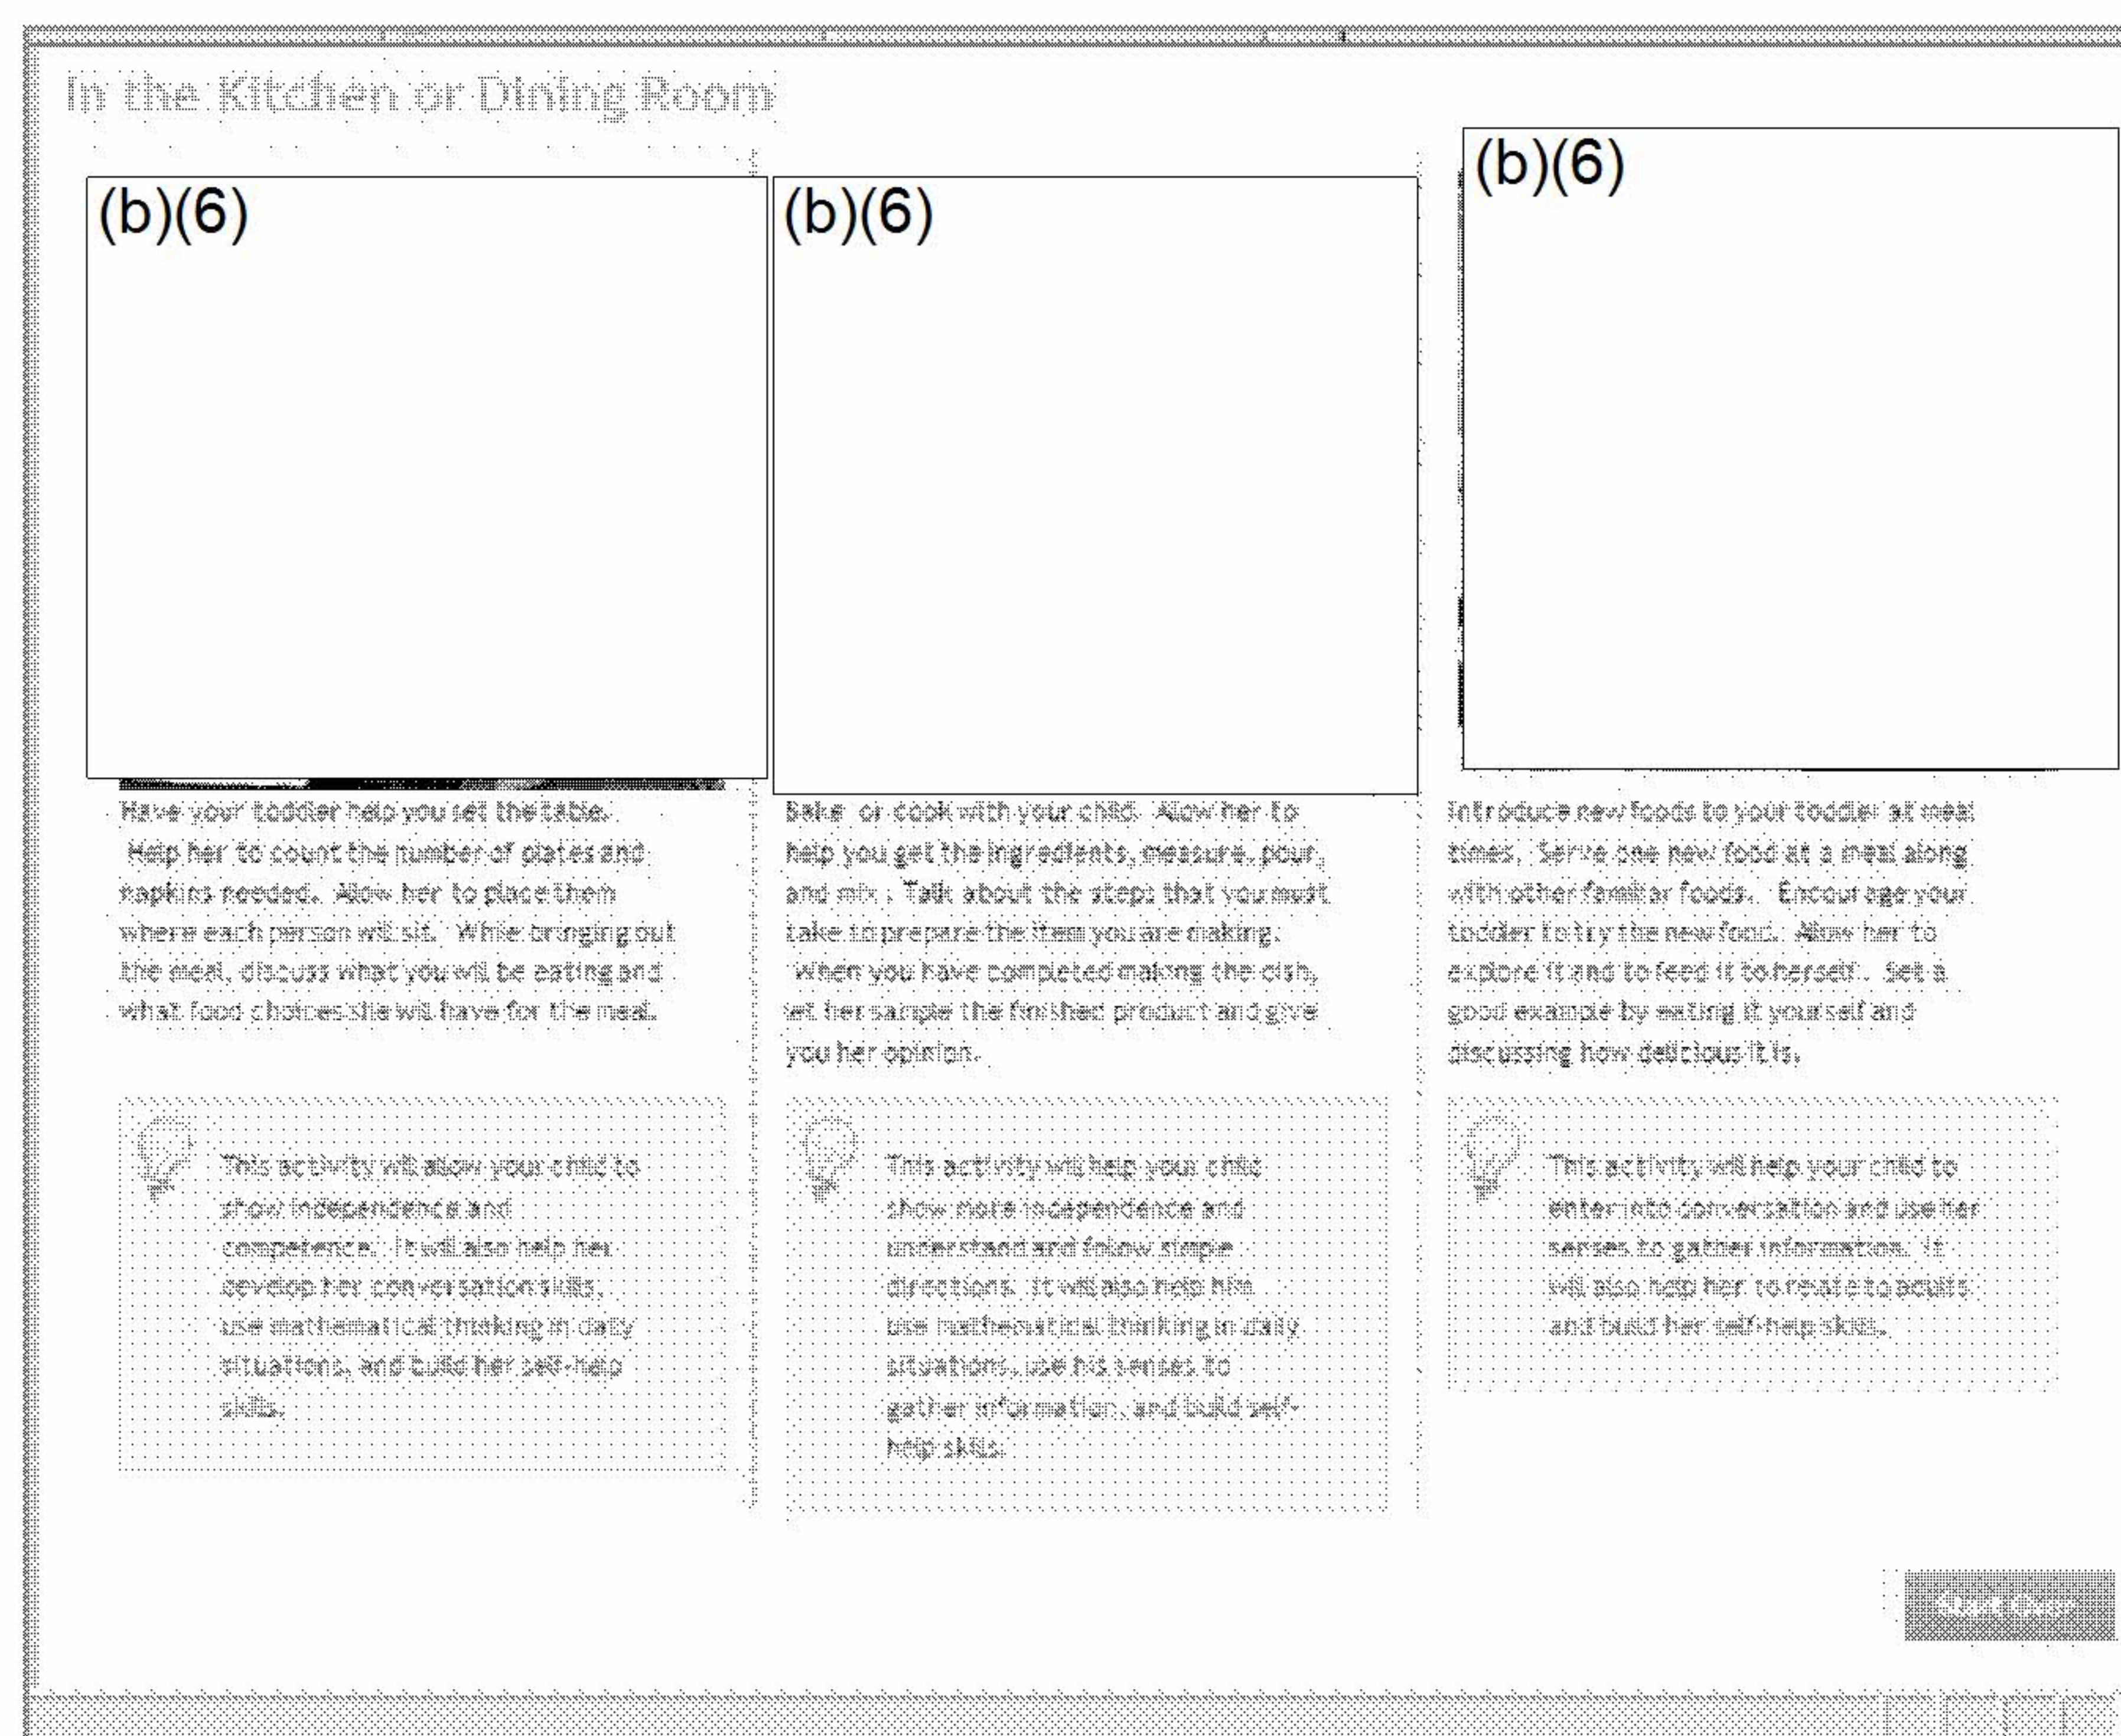 In the Kitchen or Dining Room
(b)(6)
Have your toddler help you set the table.
Help her to count the number of plates and
napkins needed. Allow her to place them
where each person will sit. While bringing out
the meal, discuss what you will be eating and
what food choices she will have for the meal.
This activity will allow your child to
show independence and
competence. It will also help her
develop her conversation skills,
use mathematical thinking in daily
situations, and build her self-help
skills.
(b)(6)
Bake or cook with your child. Allow her to
help you get the ingredients, measure, pour,
and mix. Talk about the steps that you must
take to prepare the item you are making.
When you have completed making the dish,
let her sample the finished product and give
you her opinion.
This activity will help your child
show more independence and
understand and follow simple
directions. It will also help him
use mathematical thinking in daily
situations, use his senses to
gather information, and build self-
help skills.
(b)(6)
Introduce new foods to your toddler at meal
times. Serve one new food at a meal along
with other familiar foods. Encourage your
toddler to try the new food. Allow her to
explore it and to feed it to herself. Set a
good example by eating it yourself and
discussing how delicious it is.
This activity will help your child to
enter into conversation and use her
senses to gather information. It
will also help her to relate to adults
and build her self-help skills.